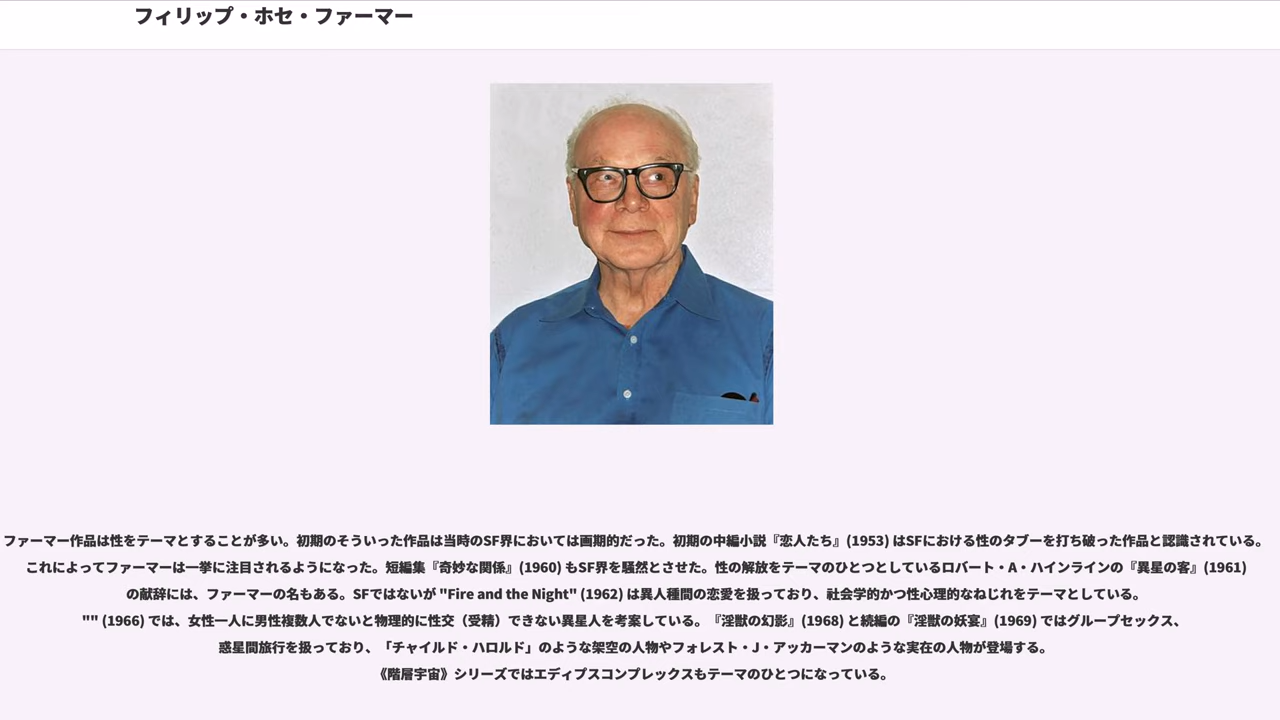 フィリップ・ホセ・ファーマー
ファーマー作品は性をテーマとすることが多い。初期のそういった作品は当時のSF界においては画期的だった。初期の中編小説『恋人たち』(1953) はSFにおける性のタブーを打ち破った作品と認識されている。
これによってファーマーは一挙に注目されるようになった。短編集『奇妙な関係』(1960) もSF界を騒然とさせた。性の解放をテーマのひとつとしているロバート・A・ハインラインの『異星の客』(1961)
の献辞には、ファーマーの名もある。SFではないが "Fire and the Night" (1962) は異人種間の恋愛を扱っており、社会学的かつ性心理的なねじれをテーマとしている。
"" (1966) では、女性一人に男性複数人でないと物理的に性交（受精）できない異星人を考案している。『淫獣の幻影』(1968) と続編の『淫獣の妖宴』(1969) ではグループセックス、
惑星間旅行を扱っており、「チャイルド・ハロルド」のような架空の人物やフォレスト・J・アッカーマンのような実在の人物が登場する。
《階層宇宙》シリーズではエディプスコンプレックスもテーマのひとつになっている。